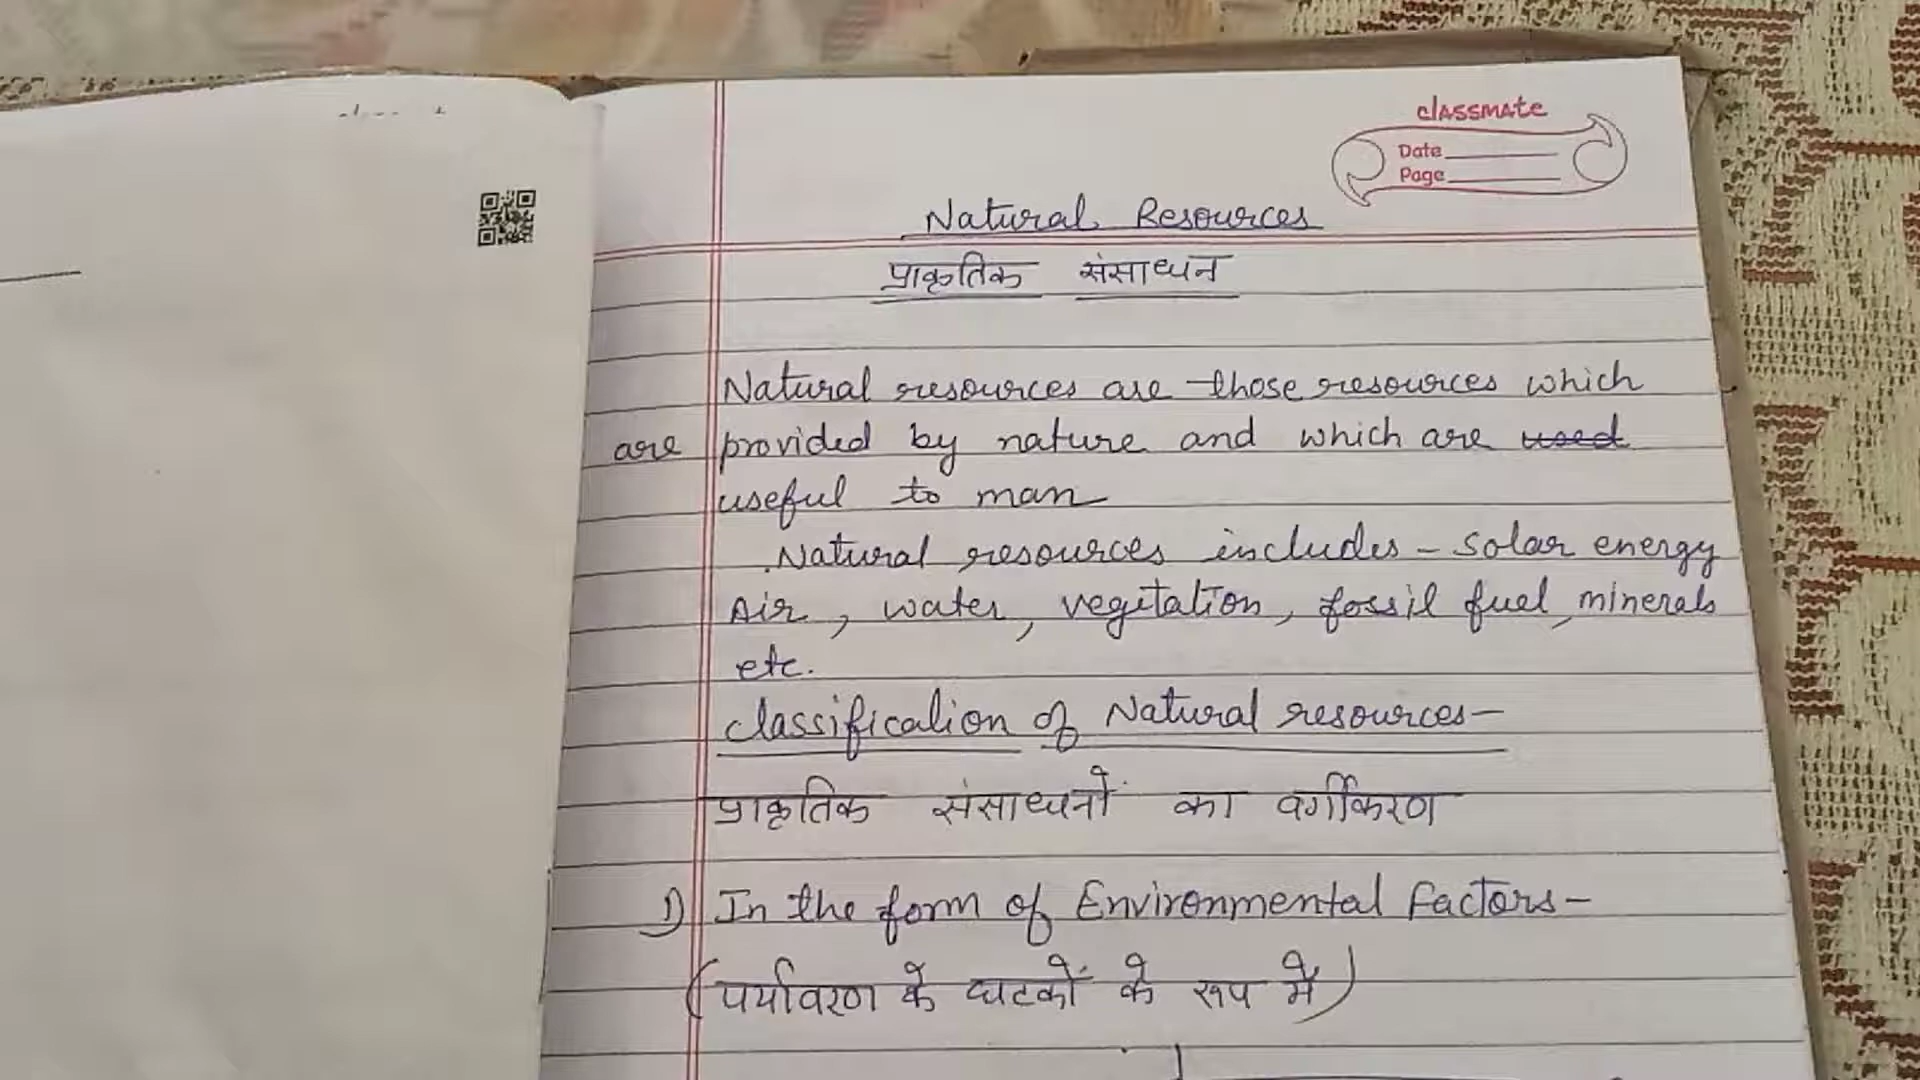 classmate
Date
Page
Natural Resources
प्राकृतिक संसाधन
Natural resources are those resources which
are provided by nature and which are used
useful to man
Natural resources includes - Solar energy
Air, water, vegitation, fossil fuel, minerals
etc.
Classification of Natural resources-
प्राकृतिक संसाधनों का वर्गीकरण
1) In the form of Environmental Factors-
(पर्यावरण के घटकों के रूप में)